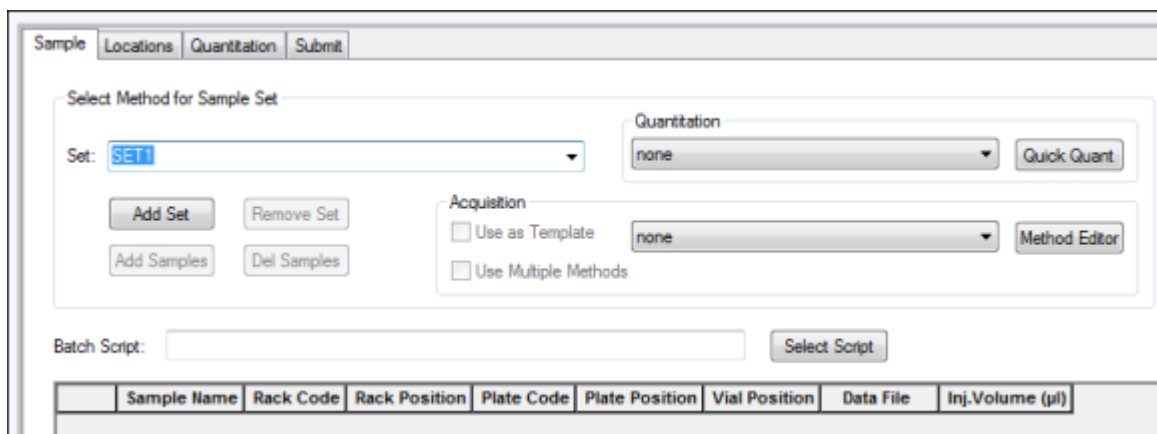 Sample Locations Quantitation Submit
Select Method for Sample Set
Quantitation
Set: SET1 none Quick Quant
Add Set Remove Set
Acquisition
Use as Template none Method Editor
Add Samples Del Samples
Use Multiple Methods
Batch Script: Select Script
Sample Name Rack Code Rack Position Plate Code Plate Position Vial Position Data File Inj.Volume (µl)